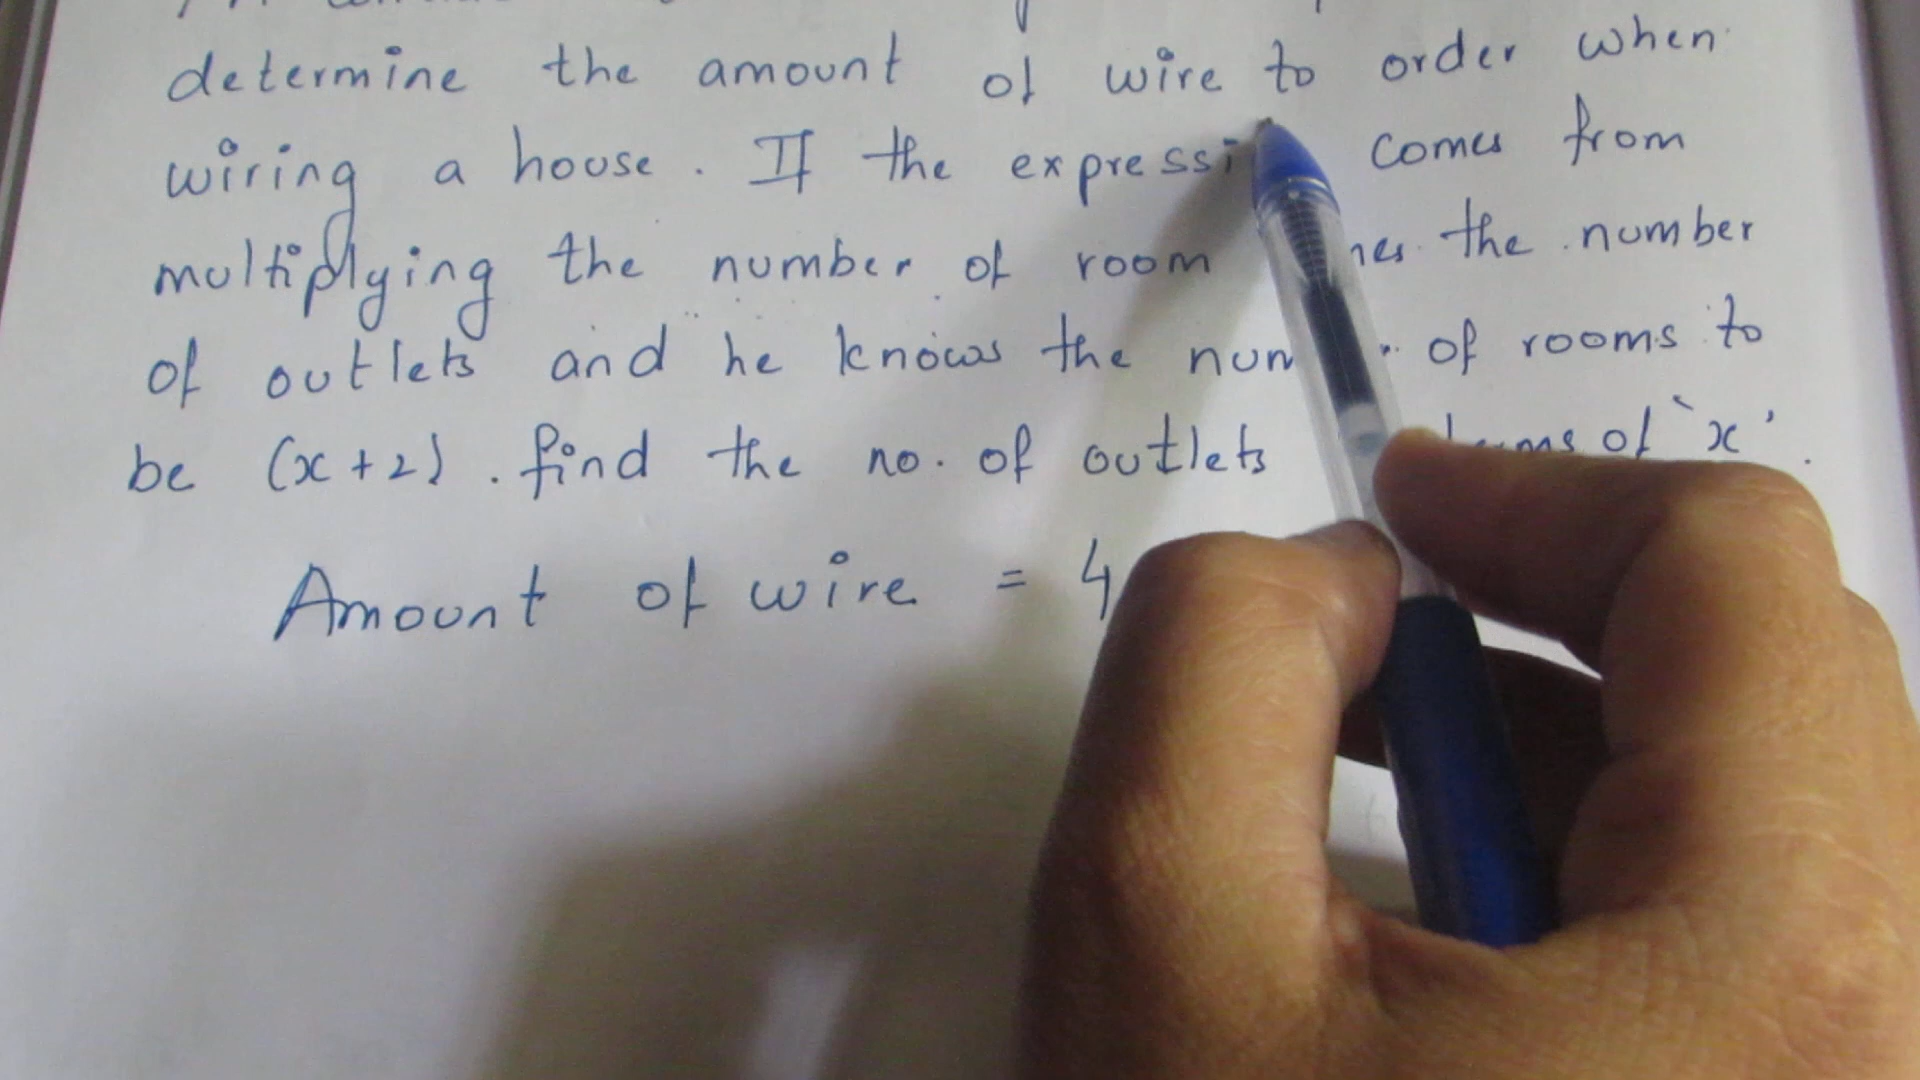 determine the amount of wire to order when
wiring a house. If the expressi comes from
multiplying the number of room the number
of outlets and he knows the num of rooms to
be (x+2). find the no. of outlets of 'x'.
Amount of wire = 4